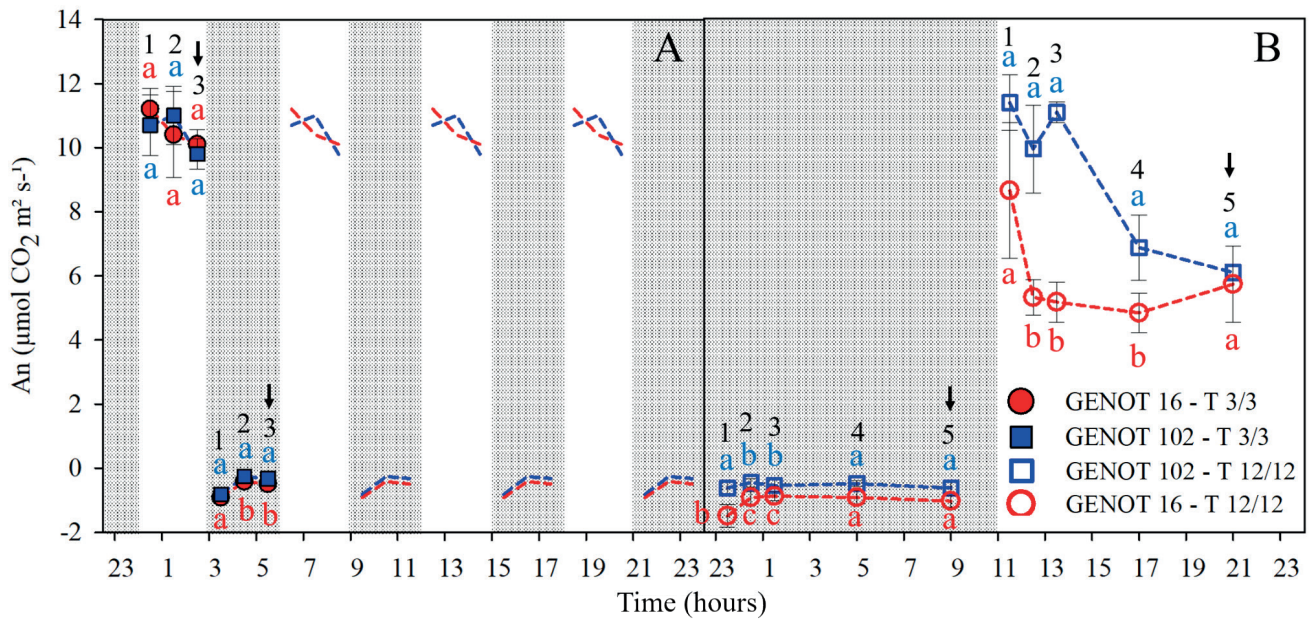 14
12
10
8
6
4
2
0
-2
An (µmol CO2 m² s-¹)
A
1
2
3
a
a
a
a
a
a
1
2
3
a
a
a
a
b
b
B
1
2
3
4
5
a
b
b
a
a
b
c
c
a
a
1
2
3
4
5
a
a
a
a
a
a
b
b
b
a
GENOT 16 - T 3/3
GENOT 102 - T 3/3
GENOT 102 - T 12/12
GENOT 16 - T 12/12
23 1 3 5 7 9 11 13 15 17 19 21 23 23 1 3 5 7 9 11 13 15 17 19 21 23
Time (hours)